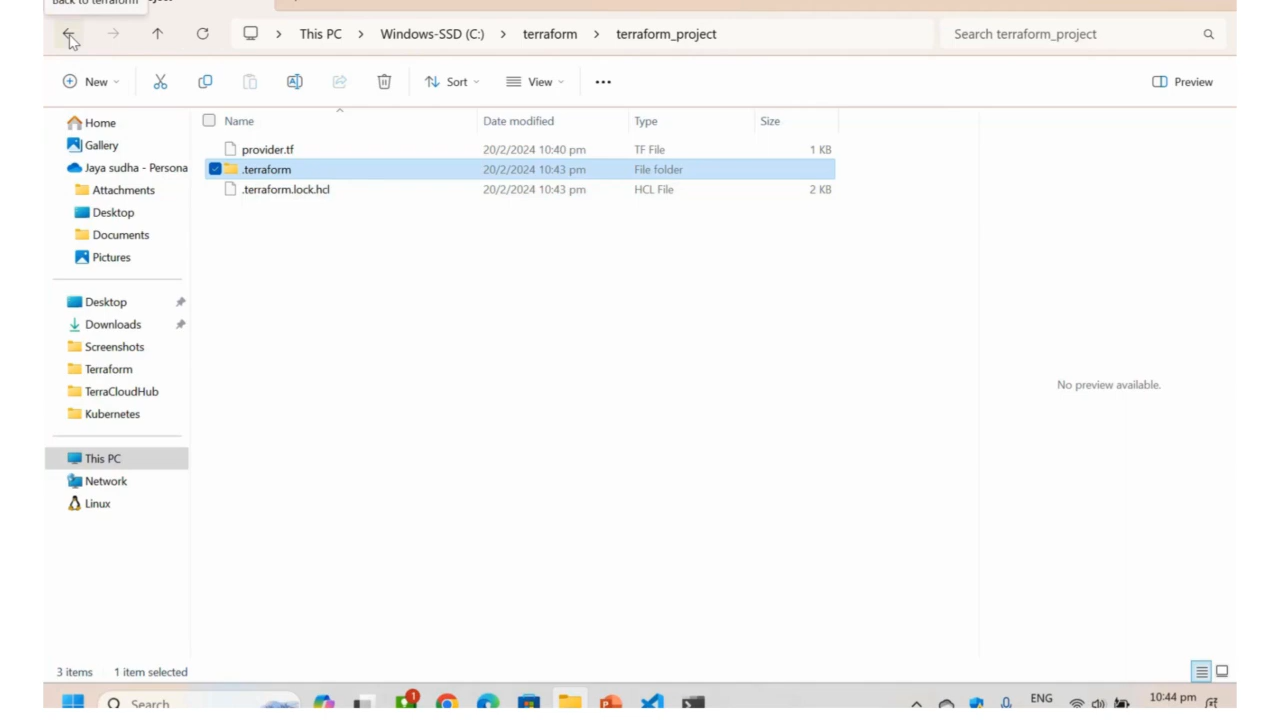 Back to terraform
This PC > Windows-SSD (C:) > terraform > terraform_project
Search terraform_project
New
Sort
View
Preview
Name Date modified Type Size
provider.tf 20/2/2024 10:40 pm TF File 1 KB
.terraform 20/2/2024 10:43 pm File folder
.terraform.lock.hcl 20/2/2024 10:43 pm HCL File 2 KB
Home
Gallery
Jaya sudha - Persona
Attachments
Desktop
Documents
Pictures
Desktop
Downloads
Screenshots
Terraform
TerraCloudHub
Kubernetes
This PC
Network
Linux
No preview available.
3 items 1 item selected
Search
1
ENG
10:44 pm